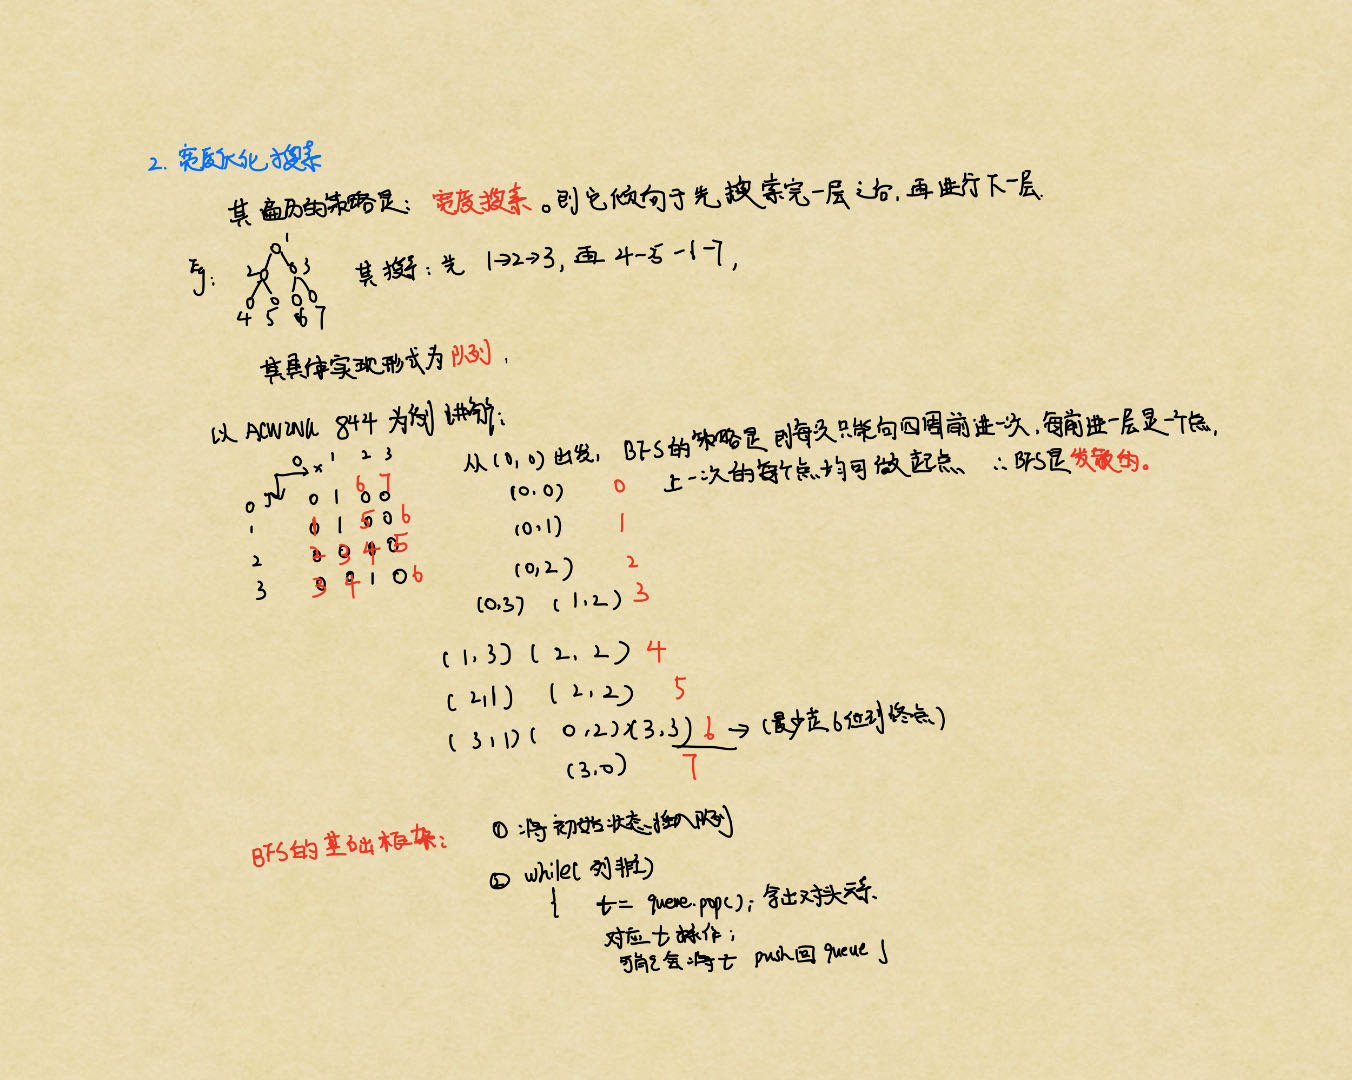 2. 宽度优化搜索
其遍历的策略是：宽度搜索。则它倾向于先搜索完一层之后，再进行下一层.
Eg:
1
2 3
4 5 6 7
其搜索：先 1→2→3，再 4-5-6-7，
其具体实现形式为队列，
以 ACWING 844 为例讲解：
从(0,0)出发，BFS的策略是 则每次只能向四周前进一次，每前进一层是一个点，
上一次的每个点均可做起点 ∴BFS是发散的。
0 x 1 2 3
6 7
0 y 0 1 0 0
1 0 1 0 0
1 5 6
2 0 0 0 0
2 3 4 5
3 0 0 1 0
3 4 6
(0,0) 0
(0,1) 1
(0,2) 2
(0,3) (1,2) 3
(1,3) (2,2) 4
(2,1) (2,2) 5
(3,1) (0,2) (3,3) 6 → (最少走6位到终点)
(3,0) 7
BFS的基础框架：
① 将初始状态插入队列
② while(列非空)
{ t = queue.pop(); 拿出对头元素.
对应 t 操作；
可能会将 t push回 queue }